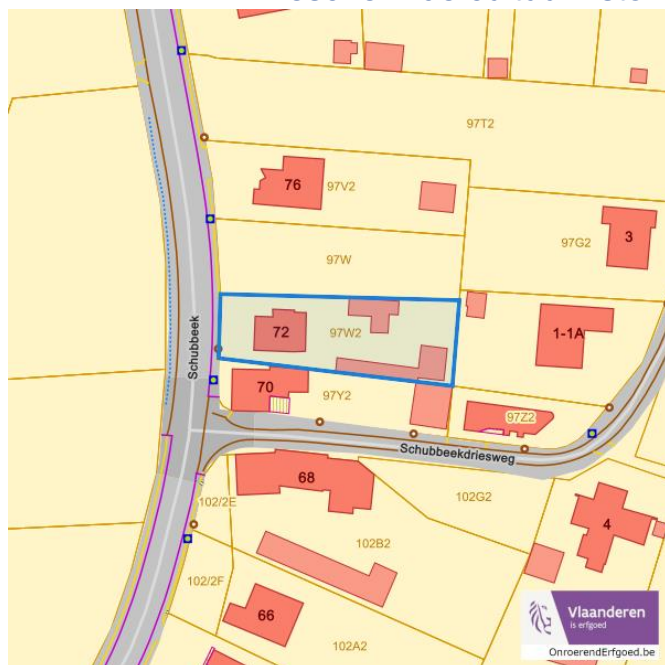 97T2
76
97V2
3
97G2
97W
72
97W2
1-1A
Schubbeek
70
97Y2
97Z2
Schubbeekdriesweg
68
102/2E
102G2
4
102B2
102/2F
66
102A2
Vlaanderen
is erfgoed
OnroerendErfgoed.be